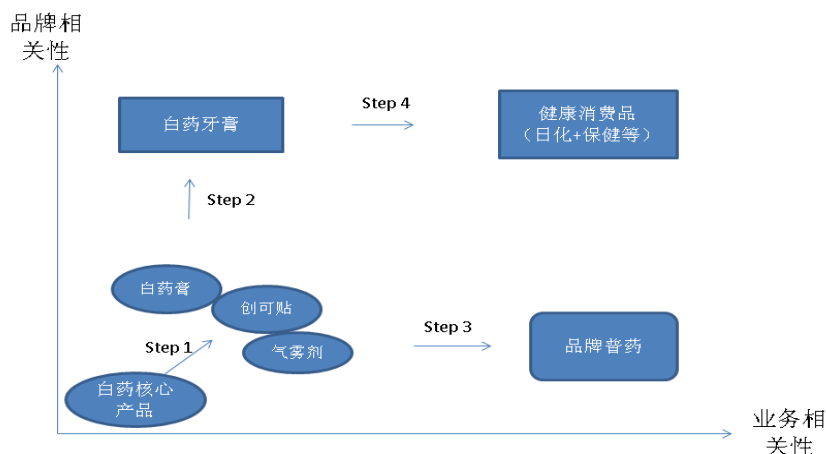 品牌相
关性
白药牙膏
Step 4
健康消费品
（日化+保健等）
Step 2
白药膏
创可贴
气雾剂
Step 1
Step 3
品牌普药
白药核心
产品
业务相
关性